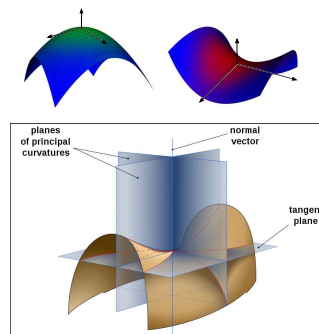 planes
of principal
curvatures
normal
vector
tangen
plane